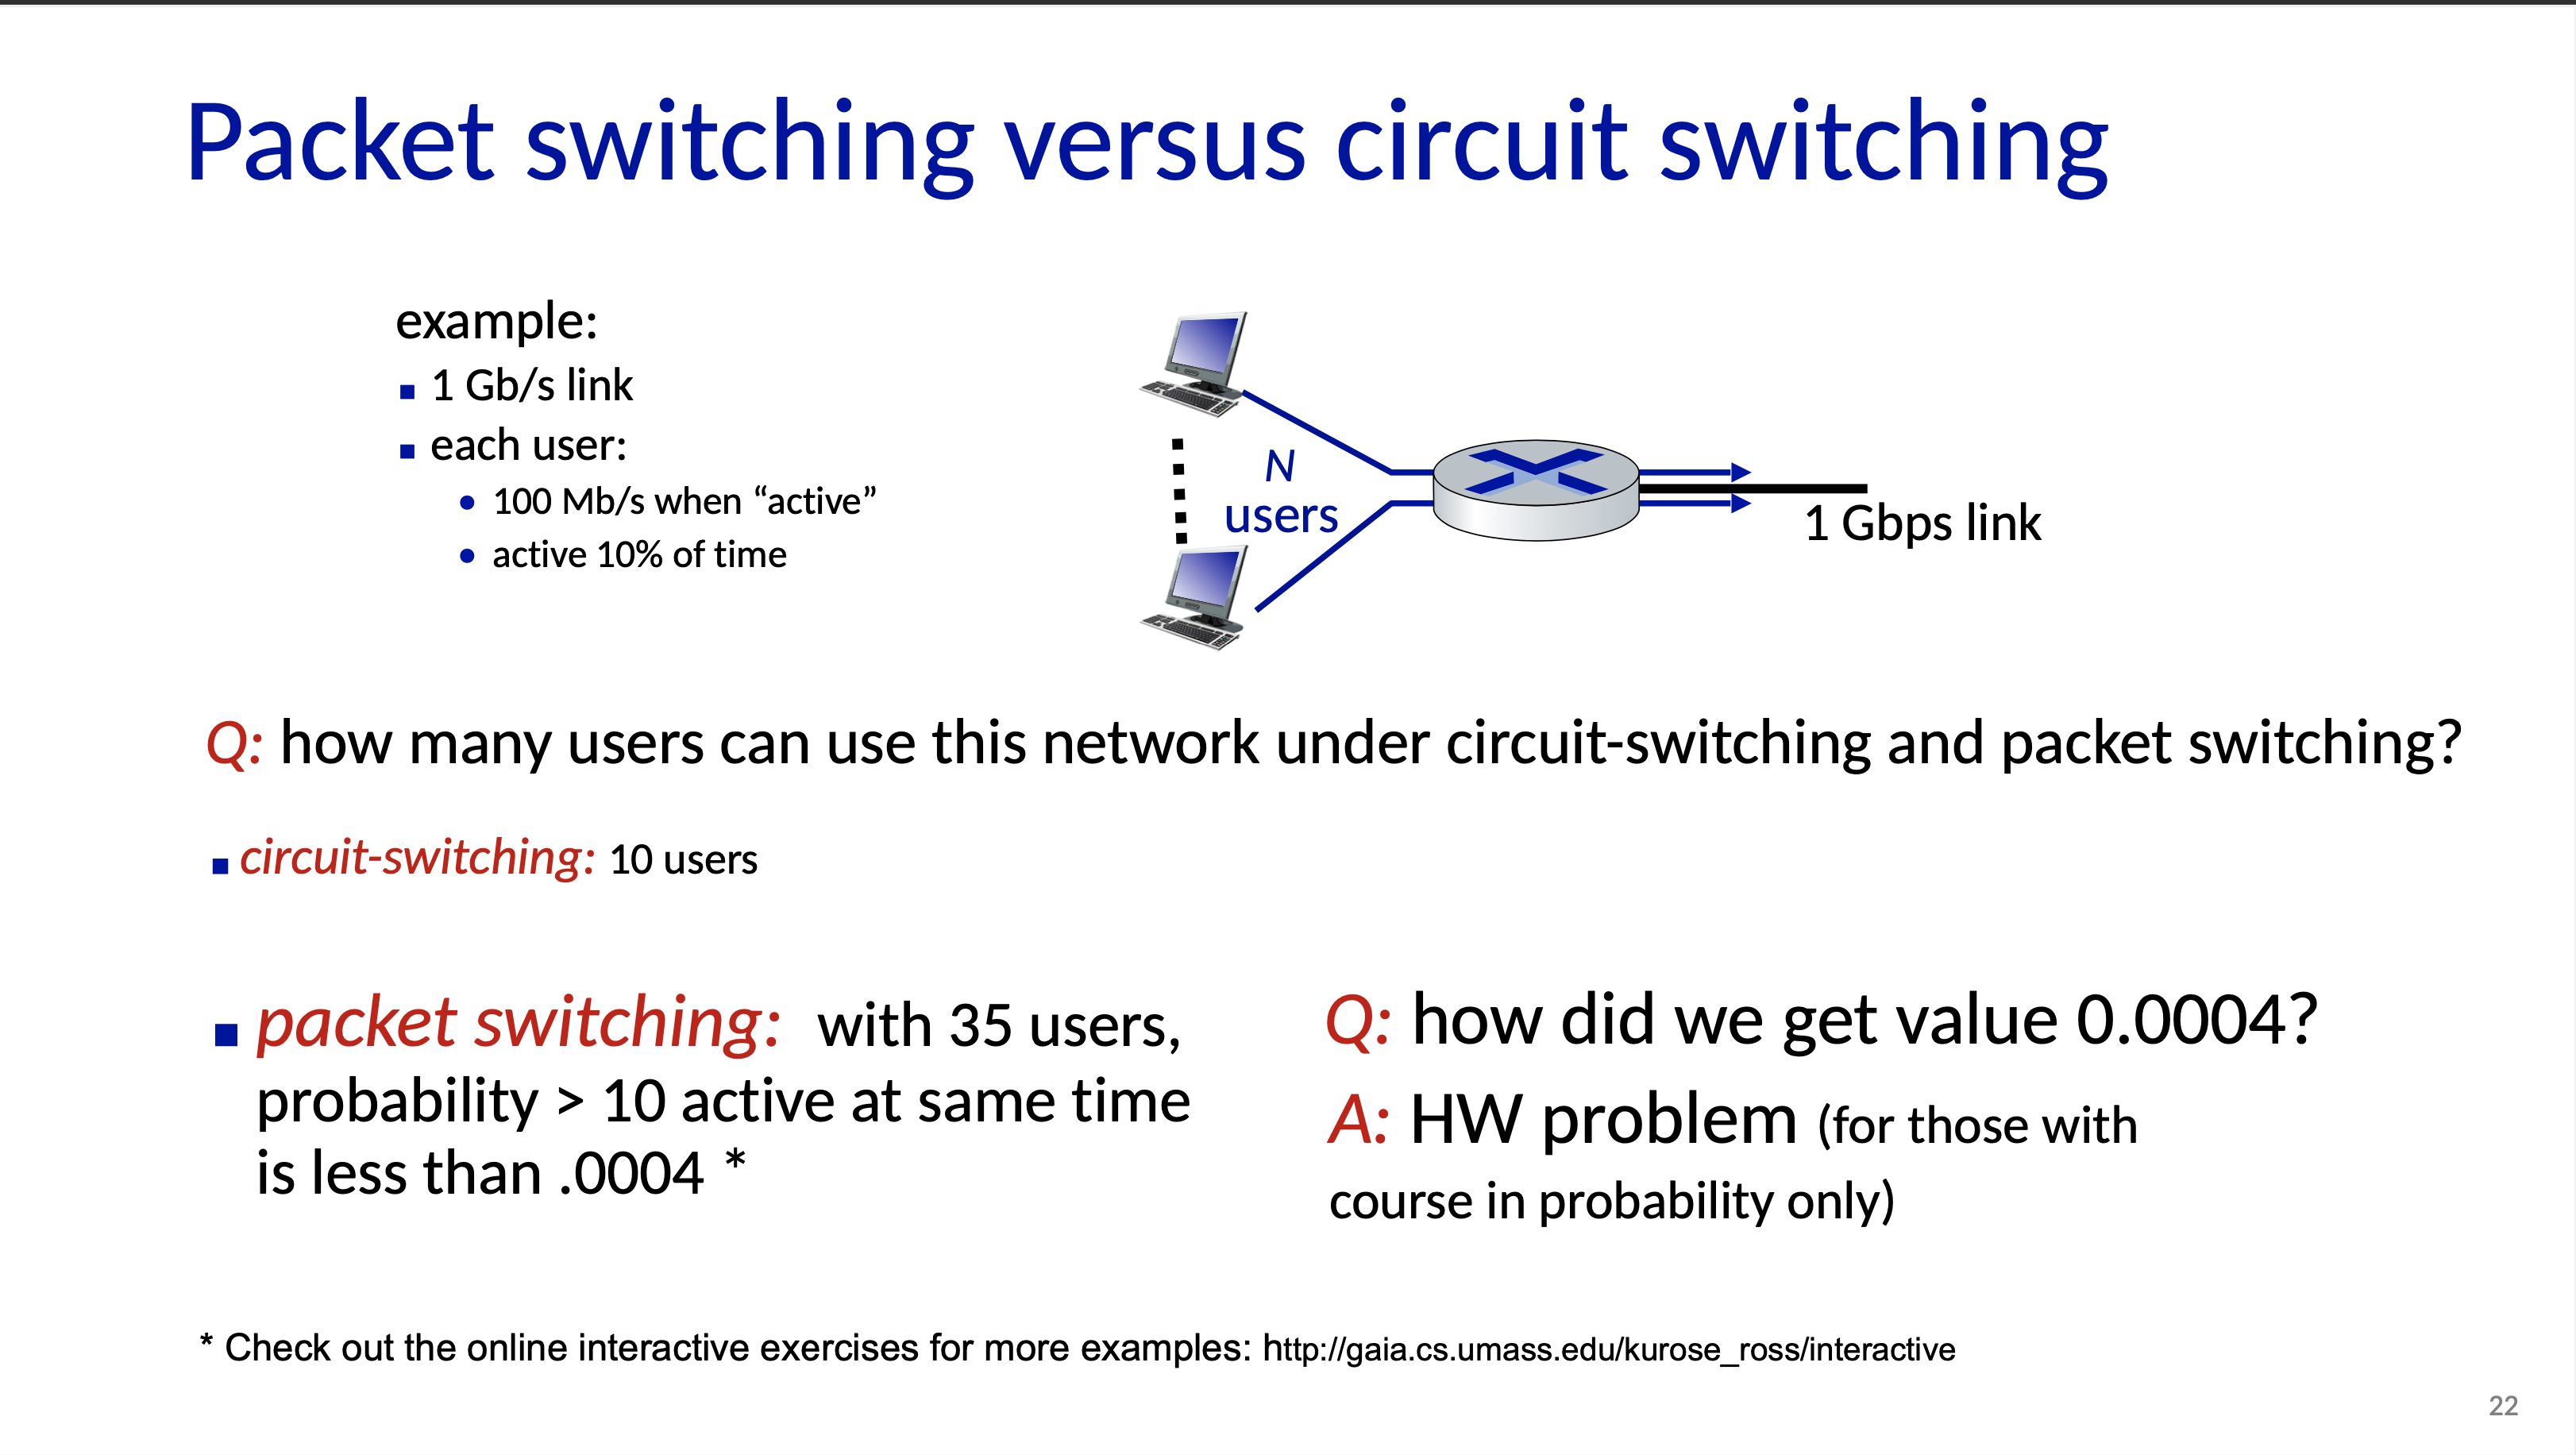 Packet switching versus circuit switching
example:
▪ 1 Gb/s link
▪ each user:
• 100 Mb/s when “active”
• active 10% of time
N
users
1 Gbps link
Q: how many users can use this network under circuit-switching and packet switching?
▪ circuit-switching: 10 users
▪ packet switching: with 35 users,
probability > 10 active at same time
is less than .0004 *
Q: how did we get value 0.0004?
A: HW problem (for those with
course in probability only)
* Check out the online interactive exercises for more examples: http://gaia.cs.umass.edu/kurose_ross/interactive
22